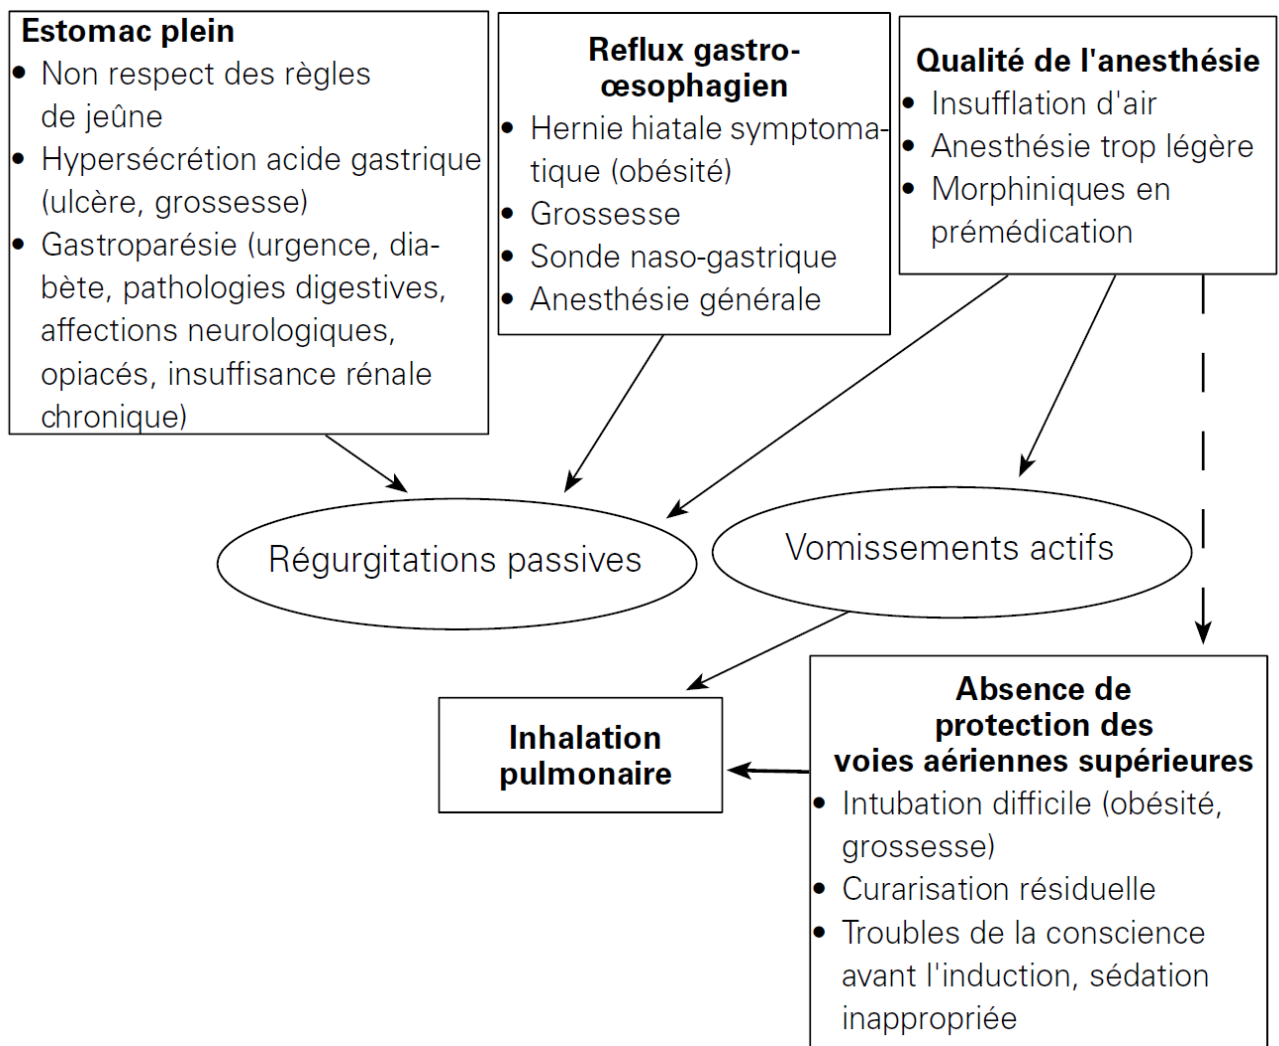 Estomac plein
• Non respect des règles
de jeûne
• Hypersécrétion acide gastrique
(ulcère, grossesse)
• Gastroparésie (urgence, dia-
bète, pathologies digestives,
affections neurologiques,
opiacés, insuffisance rénale
chronique)
Reflux gastro-
œsophagien
• Hernie hiatale symptoma-
tique (obésité)
• Grossesse
• Sonde naso-gastrique
• Anesthésie générale
Qualité de l'anesthésie
• Insufflation d'air
• Anesthésie trop légère
• Morphiniques en
prémédication
Régurgitations passives
Vomissements actifs
Inhalation
pulmonaire
Absence de
protection des
voies aériennes supérieures
• Intubation difficile (obésité,
grossesse)
• Curarisation résiduelle
• Troubles de la conscience
avant l'induction, sédation
inappropriée